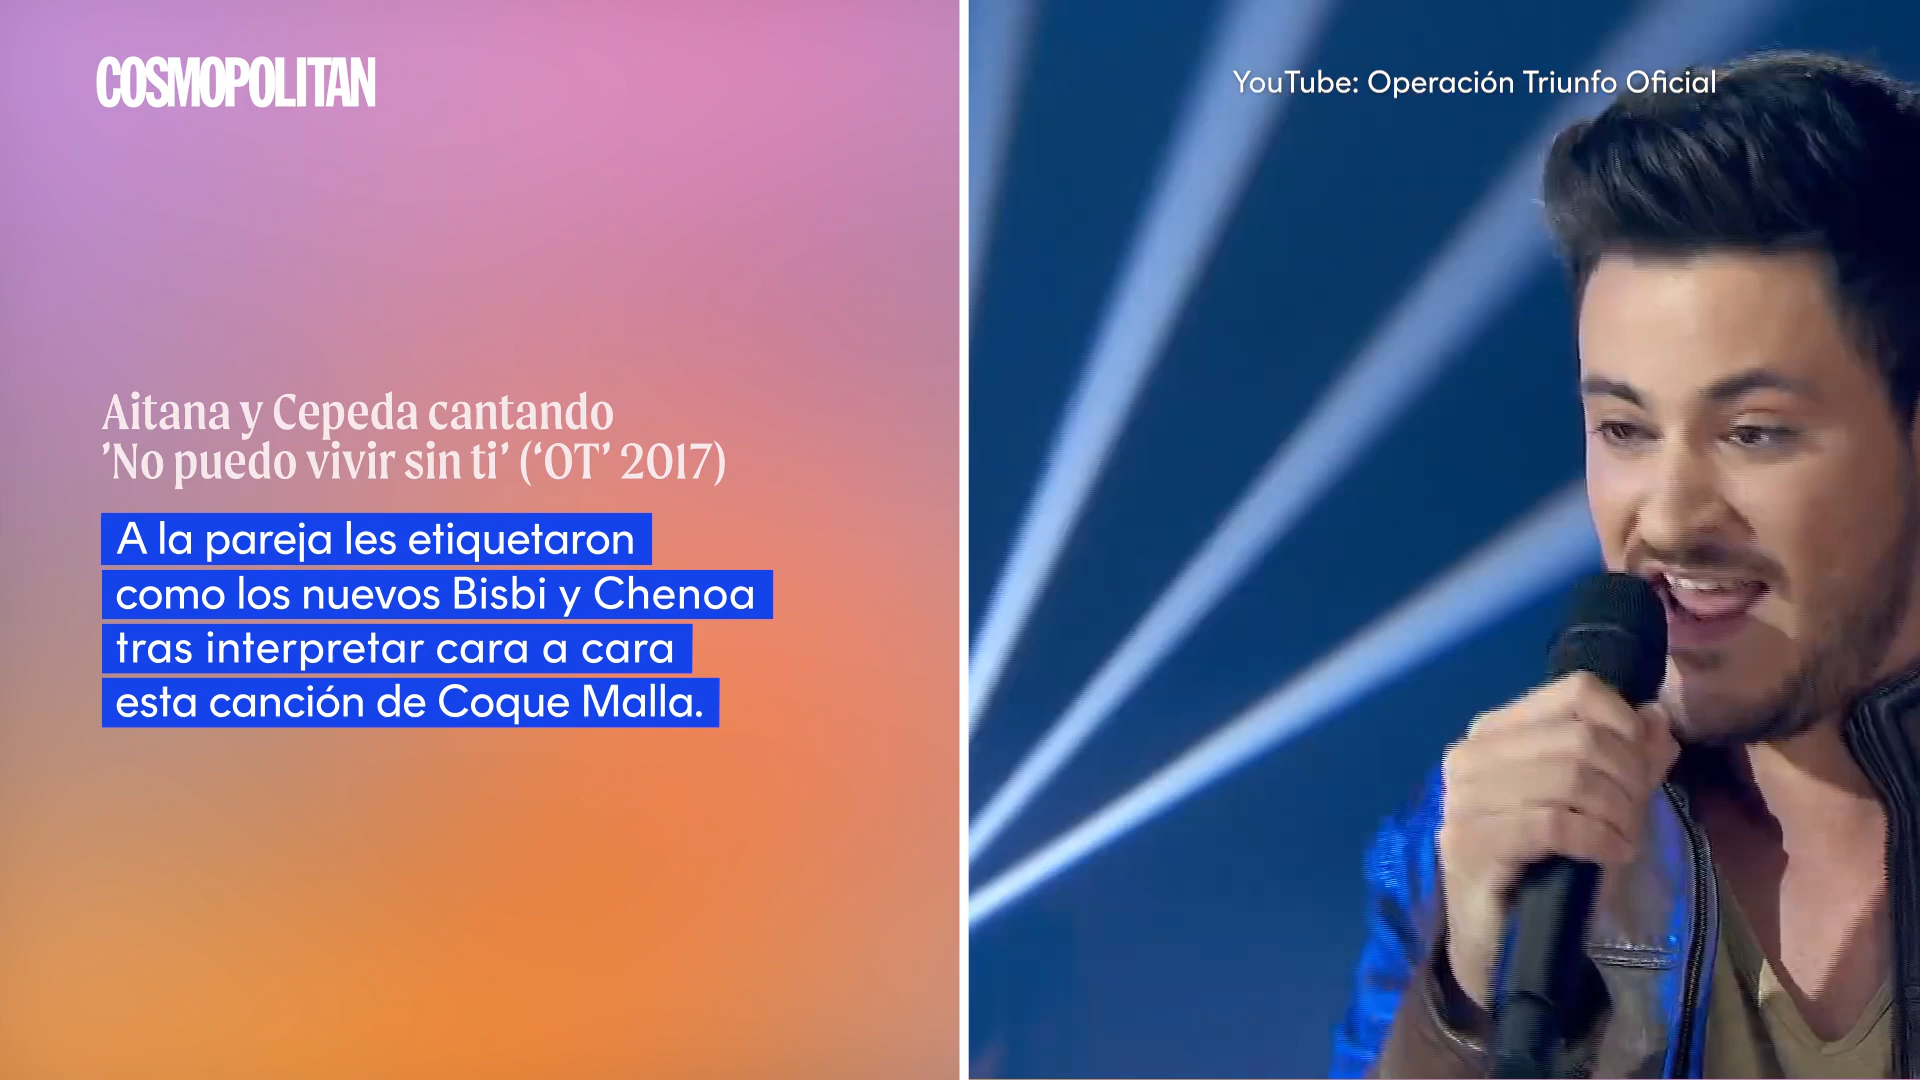 COSMOPOLITAN
YouTube: Operación Triunfo Oficial
Aitana y Cepeda cantando
’No puedo vivir sin ti’ (‘OT’ 2017)
A la pareja les etiquetaron
como los nuevos Bisbi y Chenoa
tras interpretar cara a cara
esta canción de Coque Malla.